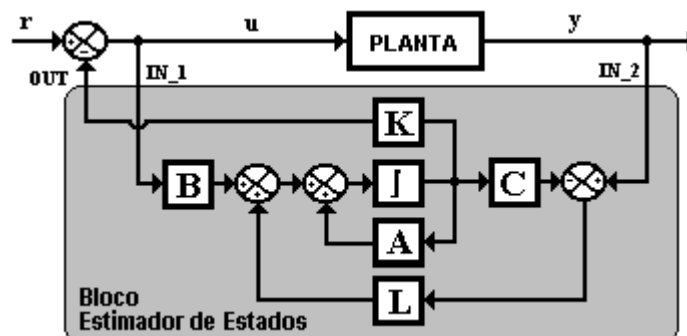 r
u
PLANTA
y
OUT
IN_1
IN_2
K
B
∫
C
A
L
Bloco
Estimador de Estados